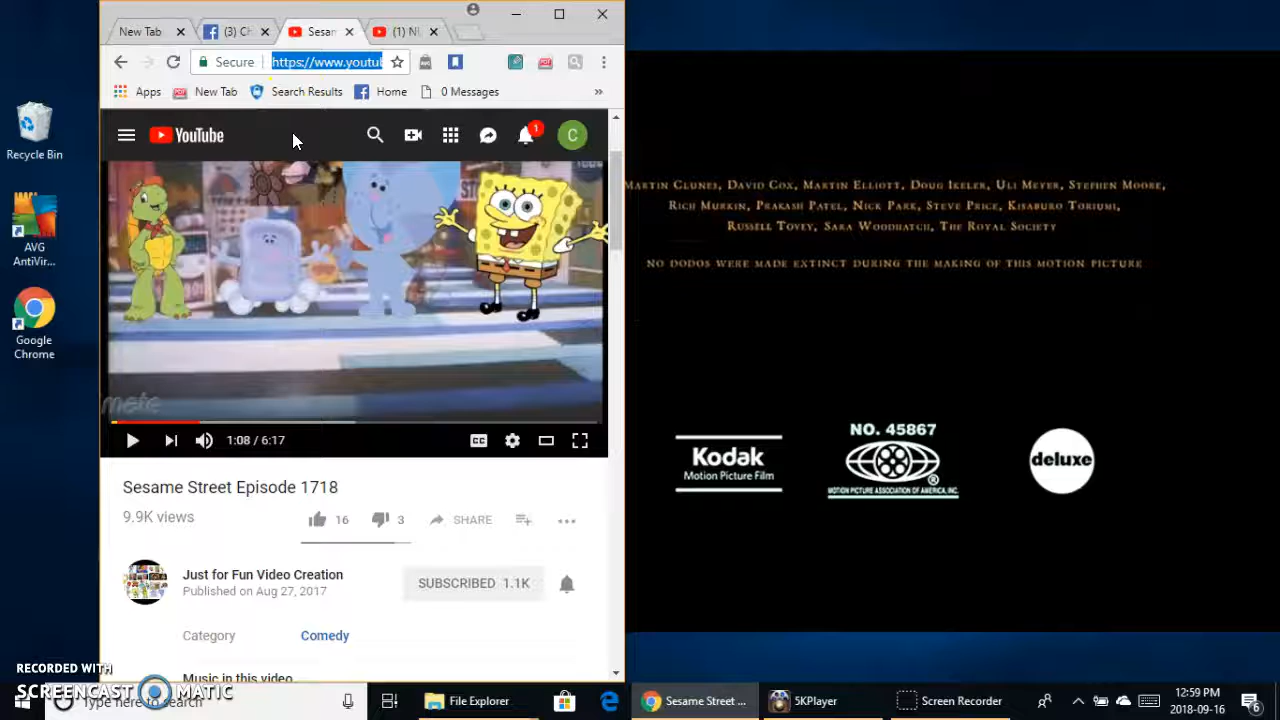 New Tab
(3) Ch
Sesan
(1) NU
Secure
https://www.youtul
Apps
New Tab
Search Results
Home
0 Messages
»
YouTube
1
C
Recycle Bin
AVG
AntiVir...
Google
Chrome
1:08 / 6:17
CC
Sesame Street Episode 1718
9.9K views
16
3
SHARE
Just for Fun Video Creation
Published on Aug 27, 2017
SUBSCRIBED 1.1K
Category
Comedy
Music in this video
MARTIN CLUNES, DAVID COX, MARTIN ELLIOTT, DOUG IKELER, ULI MEYER, STEPHEN MOORE,
RICH MURKIN, PRAKASH PATEL, NICK PARK, STEVE PRICE, KISABURO TORIUMI,
RUSSELL TOVEY, SARA WOODHATCH, THE ROYAL SOCIETY
NO DODOS WERE MADE EXTINCT DURING THE MAKING OF THIS MOTION PICTURE
Kodak
Motion Picture Film
NO. 45867
®
MOTION PICTURE ASSOCIATION OF AMERICA, INC.
deluxe
RECORDED WITH
SCREENCAST MATIC
Type here to search
File Explorer
Sesame Street ...
5KPlayer
Screen Recorder
12:59 PM
2018-09-16
6